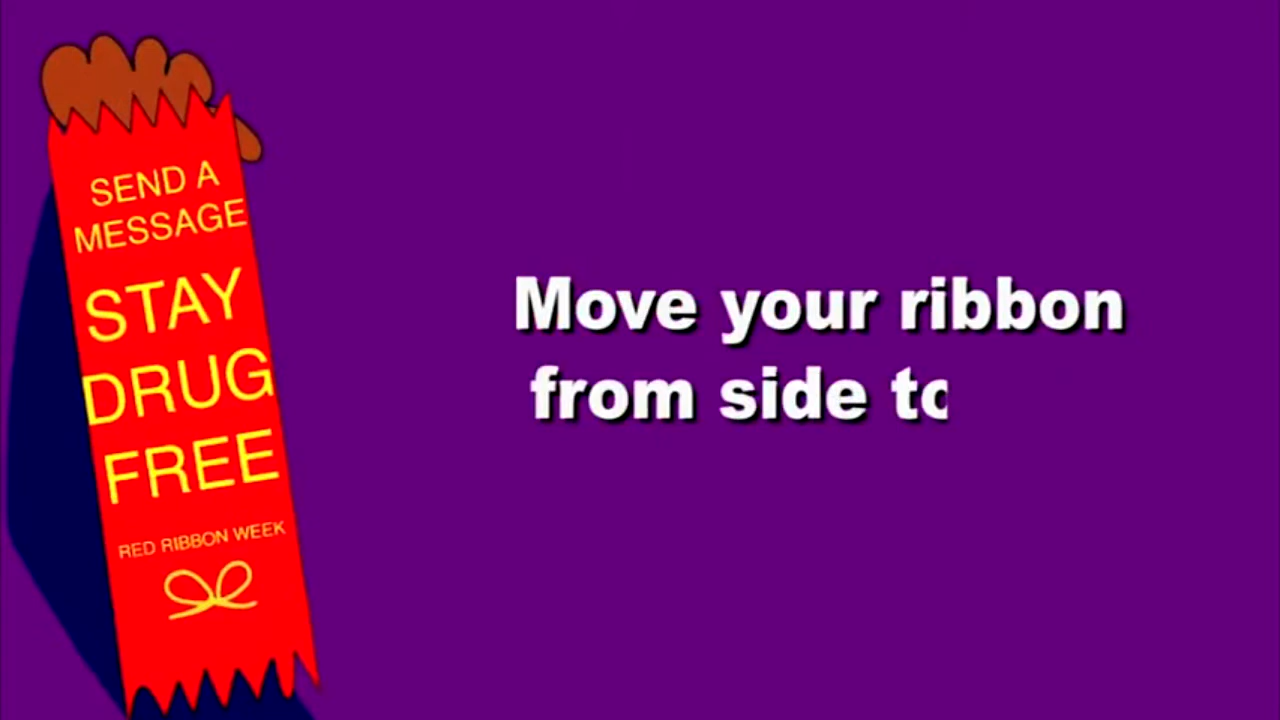 SEND A
MESSAGE
STAY
DRUG
FREE
RED RIBBON WEEK
Move your ribbon
from side to